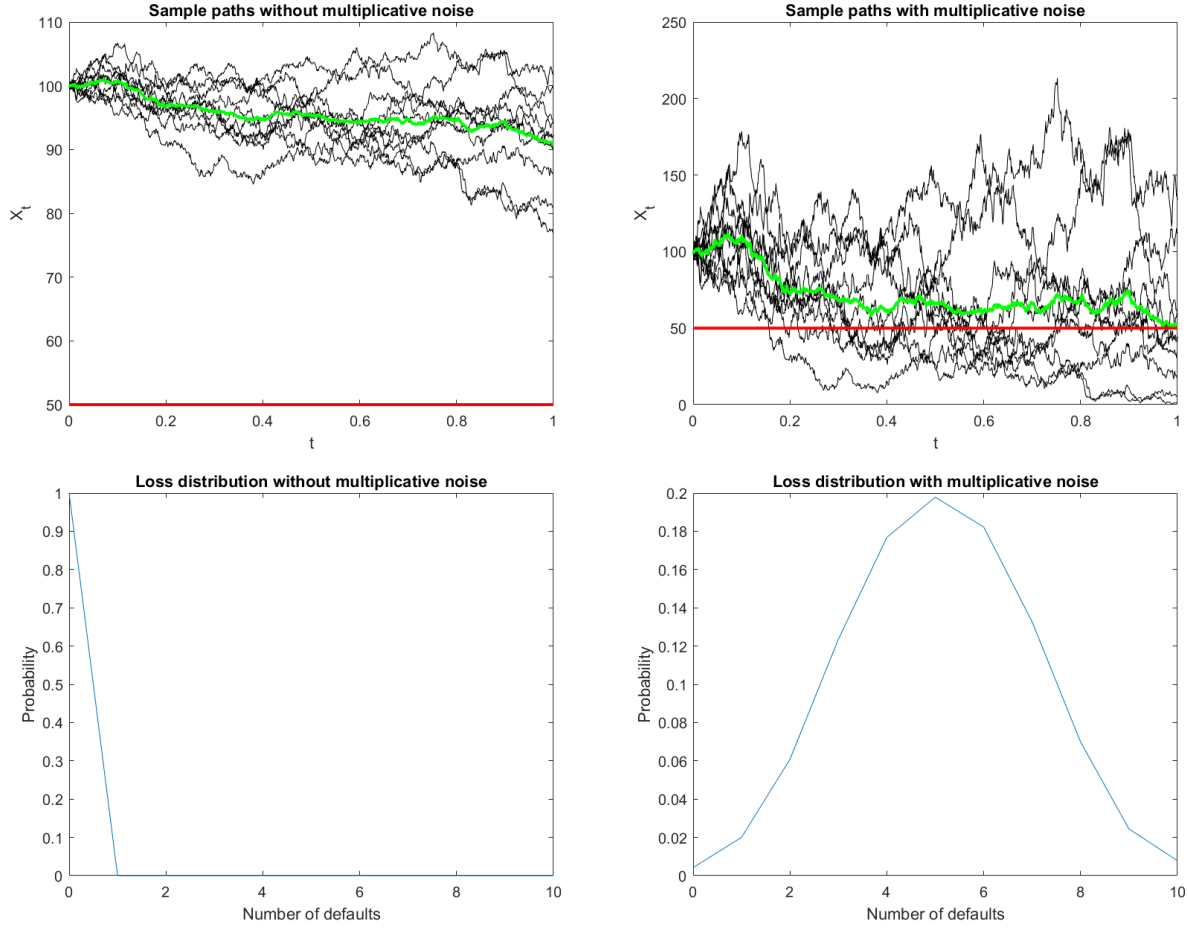 Sample paths without multiplicative noise
110
100
90
80
70
60
50
X_t
0 0.2 0.4 0.6 0.8 1
t
Sample paths with multiplicative noise
250
200
150
100
50
0
X_t
0 0.2 0.4 0.6 0.8 1
t
Loss distribution without multiplicative noise
1
0.9
0.8
0.7
0.6
0.5
0.4
0.3
0.2
0.1
0
Probability
0 2 4 6 8 10
Number of defaults
Loss distribution with multiplicative noise
0.2
0.18
0.16
0.14
0.12
0.1
0.08
0.06
0.04
0.02
0
Probability
0 2 4 6 8 10
Number of defaults